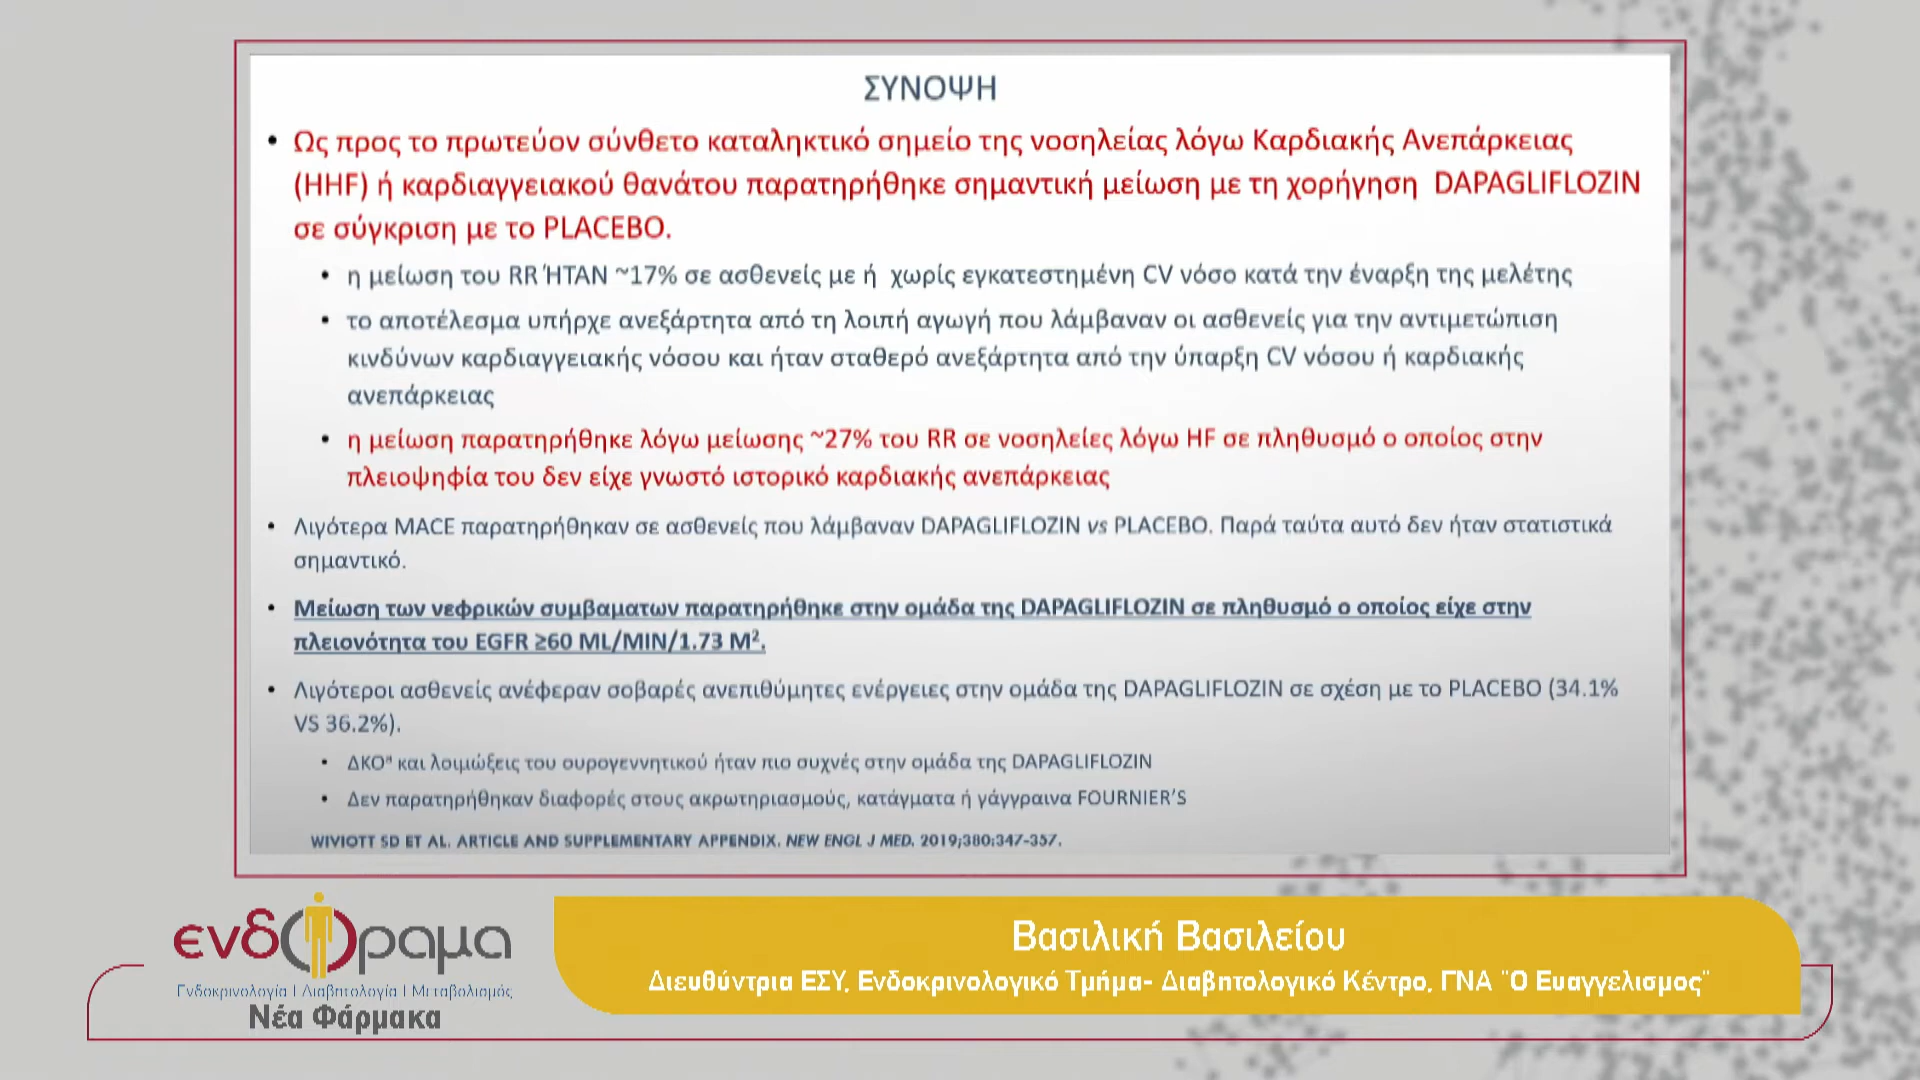 ΣΥΝΟΨΗ
• Ως προς το πρωτεύον σύνθετο καταληκτικό σημείο της νοσηλείας λόγω Καρδιακής Ανεπάρκειας
(HHF) ή καρδιαγγειακού θανάτου παρατηρήθηκε σημαντική μείωση με τη χορήγηση DAPAGLIFLOZIN
σε σύγκριση με το PLACEBO.
• η μείωση του RR ΉΤΑΝ ~17% σε ασθενείς με ή χωρίς εγκατεστημένη CV νόσο κατά την έναρξη της μελέτης
• το αποτέλεσμα υπήρχε ανεξάρτητα από τη λοιπή αγωγή που λάμβαναν οι ασθενείς για την αντιμετώπιση
κινδύνων καρδιαγγειακής νόσου και ήταν σταθερό ανεξάρτητα από την ύπαρξη CV νόσου ή καρδιακής
ανεπάρκειας
• η μείωση παρατηρήθηκε λόγω μείωσης ~27% του RR σε νοσηλείες λόγω HF σε πληθυσμό ο οποίος στην
πλειοψηφία του δεν είχε γνωστό ιστορικό καρδιακής ανεπάρκειας
• Λιγότερα MACE παρατηρήθηκαν σε ασθενείς που λάμβαναν DAPAGLIFLOZIN vs PLACEBO. Παρά ταύτα αυτό δεν ήταν στατιστικά
σημαντικό.
• Μείωση των νεφρικών συμβαματων παρατηρήθηκε στην ομάδα της DAPAGLIFLOZIN σε πληθυσμό ο οποίος είχε στην
πλειονότητα του EGFR ≥60 ML/MIN/1.73 M².
• Λιγότεροι ασθενείς ανέφεραν σοβαρές ανεπιθύμητες ενέργειες στην ομάδα της DAPAGLIFLOZIN σε σχέση με το PLACEBO (34.1%
VS 36.2%).
• ΔΚΟᵃ και λοιμώξεις του ουρογεννητικού ήταν πιο συχνές στην ομάδα της DAPAGLIFLOZIN
• Δεν παρατηρήθηκαν διαφορές στους ακρωτηριασμούς, κατάγματα ή γάγγραινα FOURNIER'S
WIVIOTT SD ET AL. ARTICLE AND SUPPLEMENTARY APPENDIX. NEW ENGL J MED. 2019;380:347-357.
ενδΟραμα
Ενδοκρινολογία | Διαβητολογία | Μεταβολισμός
Νέα Φάρμακα
Βασιλική Βασιλείου
Διευθύντρια ΕΣΥ, Ενδοκρινολογικό Τμήμα- Διαβητολογικό Κέντρο, ΓΝΑ "Ο Ευαγγελισμος"